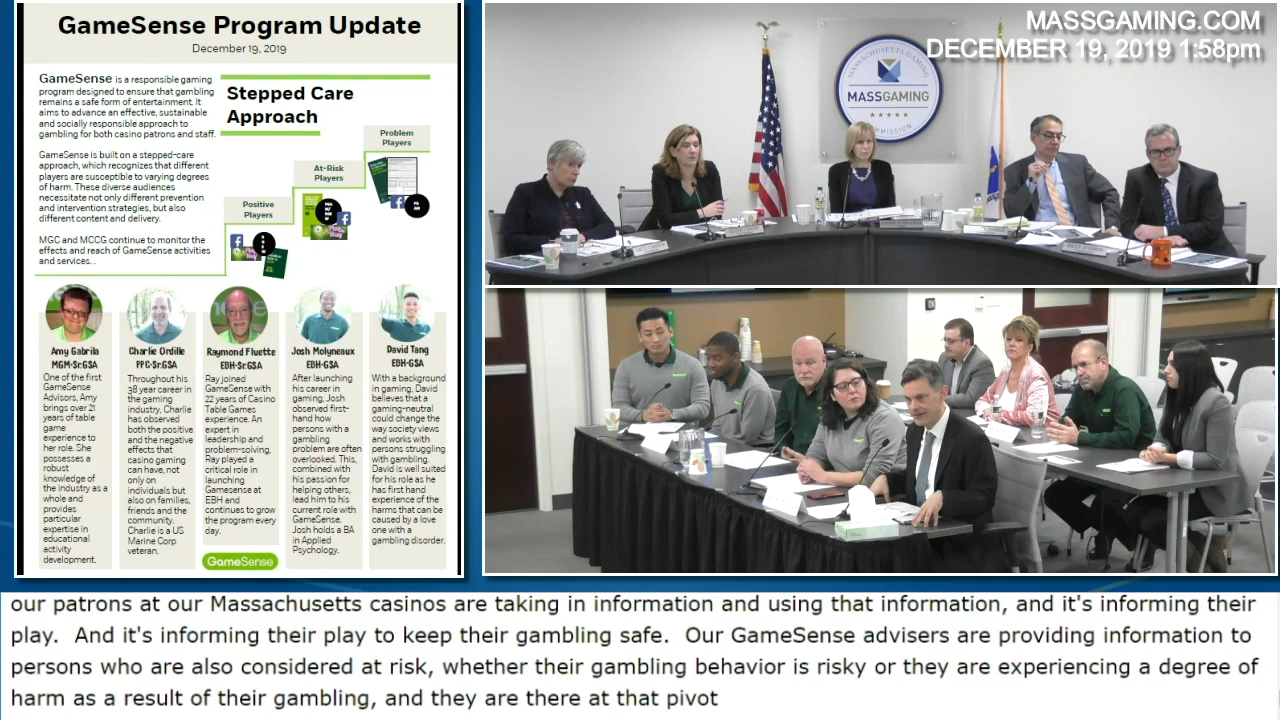 GameSense Program Update
December 19, 2019
GameSense is a responsible gaming
program designed to ensure that gambling
remains a safe form of entertainment. It
aims to advance an effective, sustainable
and socially responsible approach to
gambling for both casino patrons and staff.
GameSense is built on a stepped-care
approach, which recognizes that different
players are susceptible to varying degrees
of harm. These diverse audiences
necessitate not only different prevention
and intervention strategies, but also
different content and delivery.
MGC and MCCG continue to monitor the
effects and reach of GameSense activities
and services. .
Stepped Care
Approach
Positive
Players
At-Risk
Players
Problem
Players
Amy Gabrila
MGM-Sr.GSA
One of the first
GameSense
Advisors, Amy
brings over 21
years of table
game
experience to
her role. She
possesses a
robust
knowledge of
the industry as a
whole and
provides
particular
expertise in
educational
activity
development.
Charlie Ordille
PPC-Sr.GSA
Throughout his
38 year career in
the gaming
industry, Charlie
has observed
both the positive
and the negative
effects that
casino gaming
can have, not
only on
individuals but
also on families,
friends and the
community.
Charlie is a US
Marine Corp
veteran.
Raymond Fluette
EBH-Sr.GSA
Ray joined
GameSense with
22 years of Casino
Table Games
experience. An
expert in
leadership and
problem-solving,
Ray played a
critical role in
launching
Gamesense at
EBH and
continues to grow
the program every
day.
GameSense
Josh Molyneaux
EBH-GSA
After launching
his career in
gaming, Josh
observed first-
hand how
persons with a
gambling
problem are often
overlooked. This,
combined with
his passion for
helping others,
lead him to his
current role with
GameSense.
Josh holds a BA
in Applied
Psychology.
David Tang
EBH-GSA
With a background
in gaming, David
believes that a
gaming-neutral
could change the
way society views
and works with
persons struggling
with gambling.
David is well suited
for his role as he
has first hand
experience of the
harms that can be
caused by a love
one with a
gambling disorder.
MASSGAMING.COM
DECEMBER 19, 2019 1:58pm
MASSACHUSETTS GAMING
MASSGAMING
COMMISSION
our patrons at our Massachusetts casinos are taking in information and using that information, and it's informing their
play. And it's informing their play to keep their gambling safe. Our GameSense advisers are providing information to
persons who are also considered at risk, whether their gambling behavior is risky or they are experiencing a degree of
harm as a result of their gambling, and they are there at that pivot